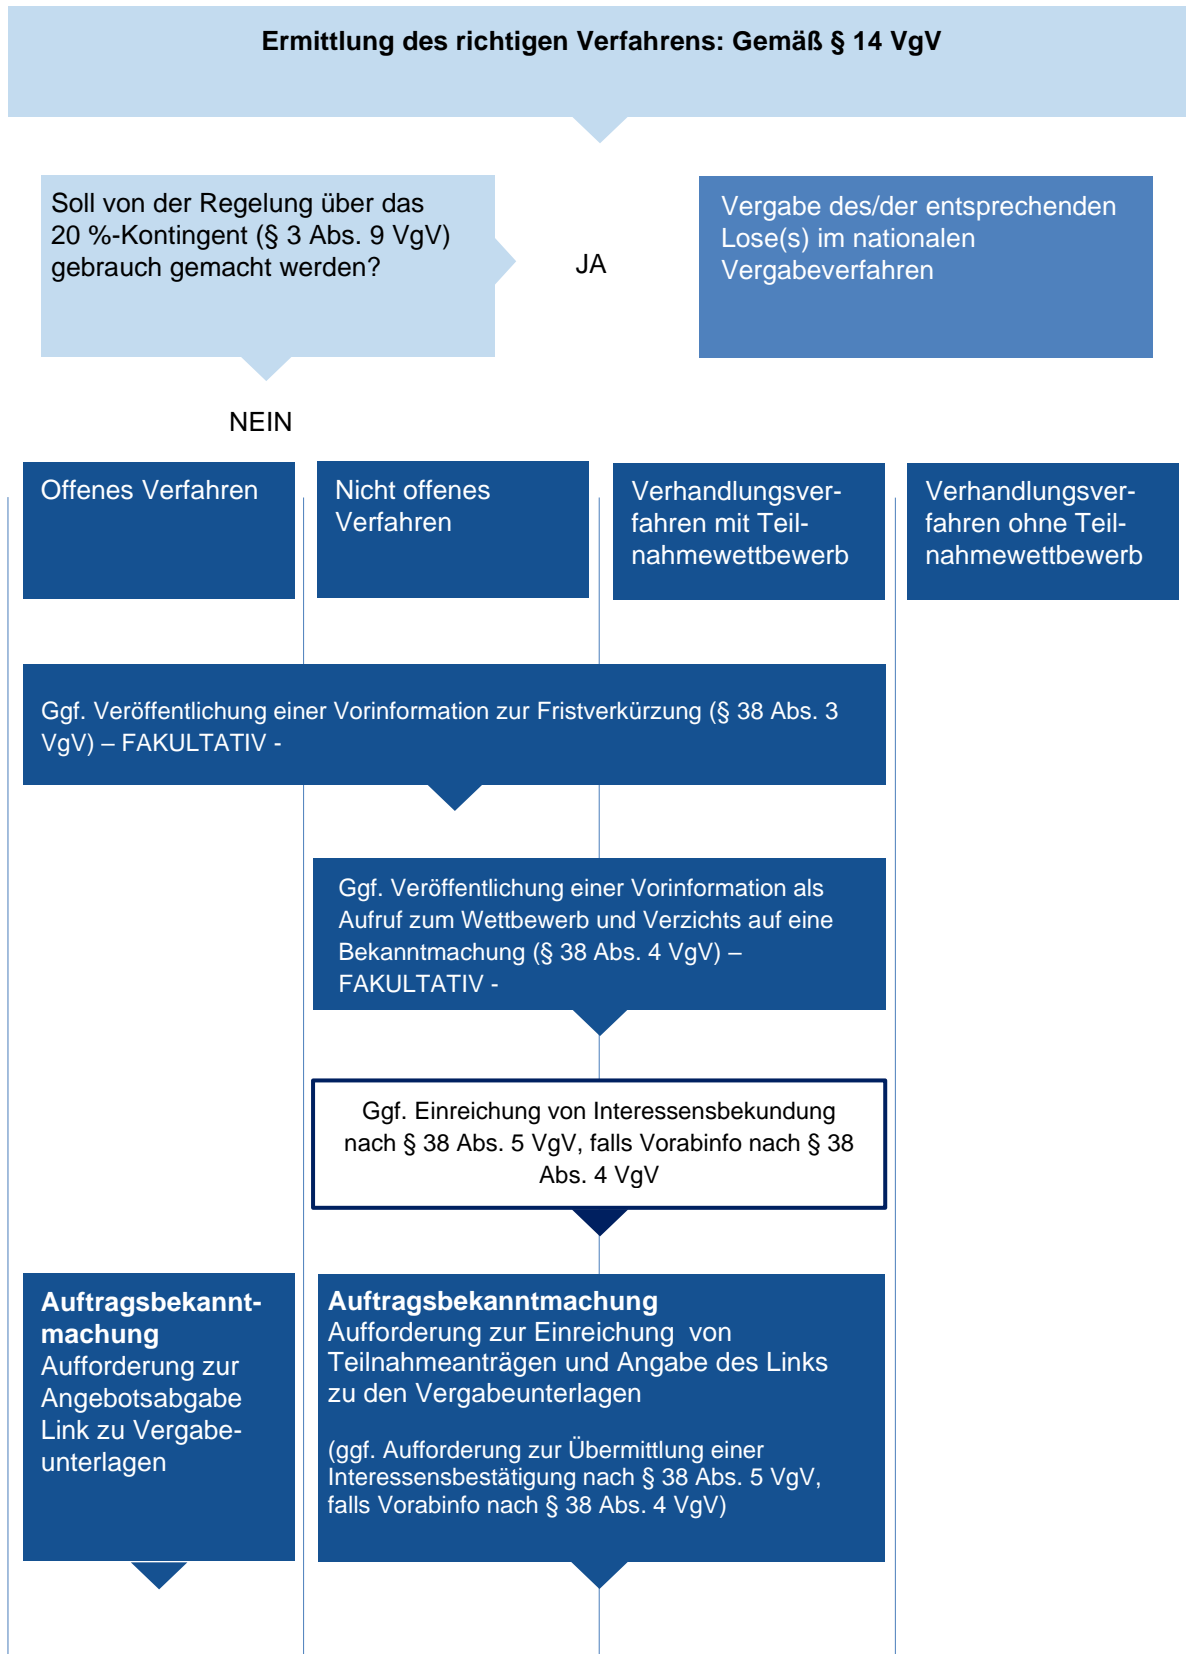 Ermittlung des richtigen Verfahrens: Gemäß § 14 VgV
Soll von der Regelung über das
20 %-Kontingent (§ 3 Abs. 9 VgV)
gebrauch gemacht werden?
JA
Vergabe des/der entsprechenden
Lose(s) im nationalen
Vergabeverfahren
NEIN
Offenes Verfahren
Nicht offenes
Verfahren
Verhandlungsver-
fahren mit Teil-
nahmewettbewerb
Verhandlungsver-
fahren ohne Teil-
nahmewettbewerb
Ggf. Veröffentlichung einer Vorinformation zur Fristverkürzung (§ 38 Abs. 3
VgV) – FAKULTATIV -
Ggf. Veröffentlichung einer Vorinformation als
Aufruf zum Wettbewerb und Verzichts auf eine
Bekanntmachung (§ 38 Abs. 4 VgV) –
FAKULTATIV -
Ggf. Einreichung von Interessensbekundung
nach § 38 Abs. 5 VgV, falls Vorabinfo nach § 38
Abs. 4 VgV
Auftragsbekannt-
machung
Aufforderung zur
Angebotsabgabe
Link zu Vergabe-
unterlagen
Auftragsbekanntmachung
Aufforderung zur Einreichung  von
Teilnahmeanträgen und Angabe des Links
zu den Vergabeunterlagen
(ggf. Aufforderung zur Übermittlung einer
Interessensbestätigung nach § 38 Abs. 5 VgV,
falls Vorabinfo nach § 38 Abs. 4 VgV)